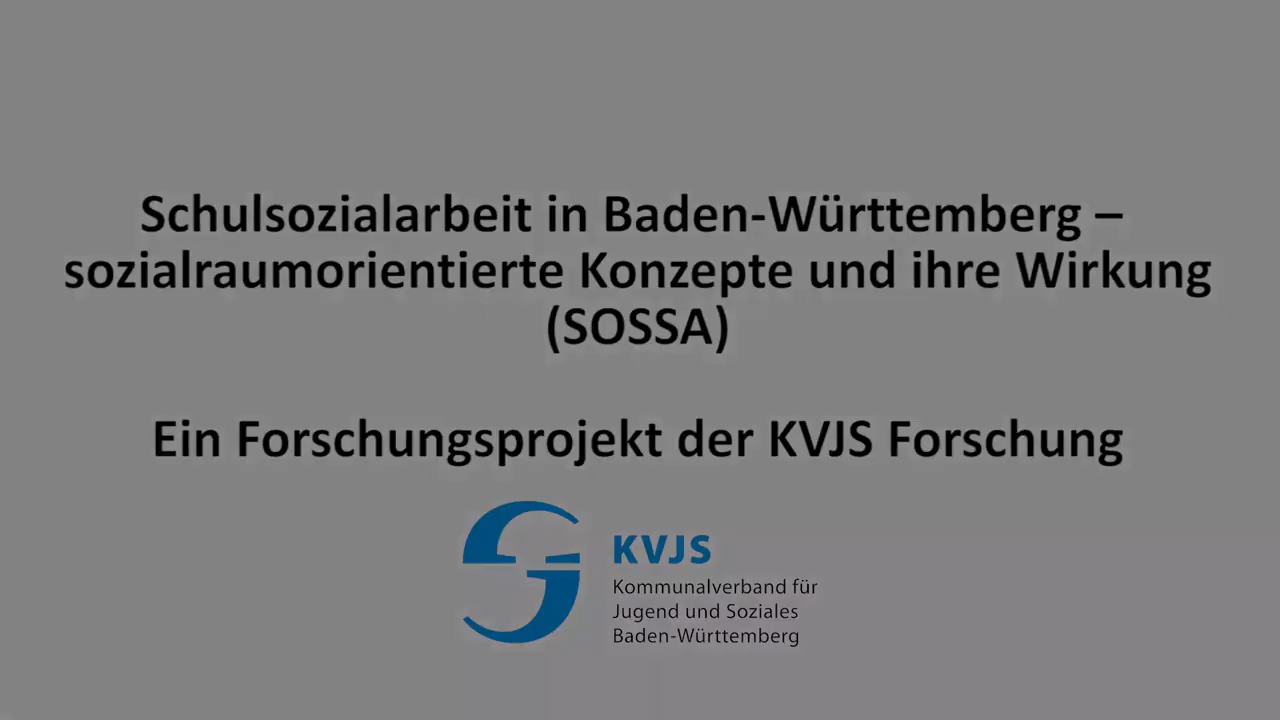 Schulsozialarbeit in Baden-Württemberg –
sozialraumorientierte Konzepte und ihre Wirkung
(SOSSA)
Ein Forschungsprojekt der KVJS Forschung
KVJS
Kommunalverband für
Jugend und Soziales
Baden-Württemberg